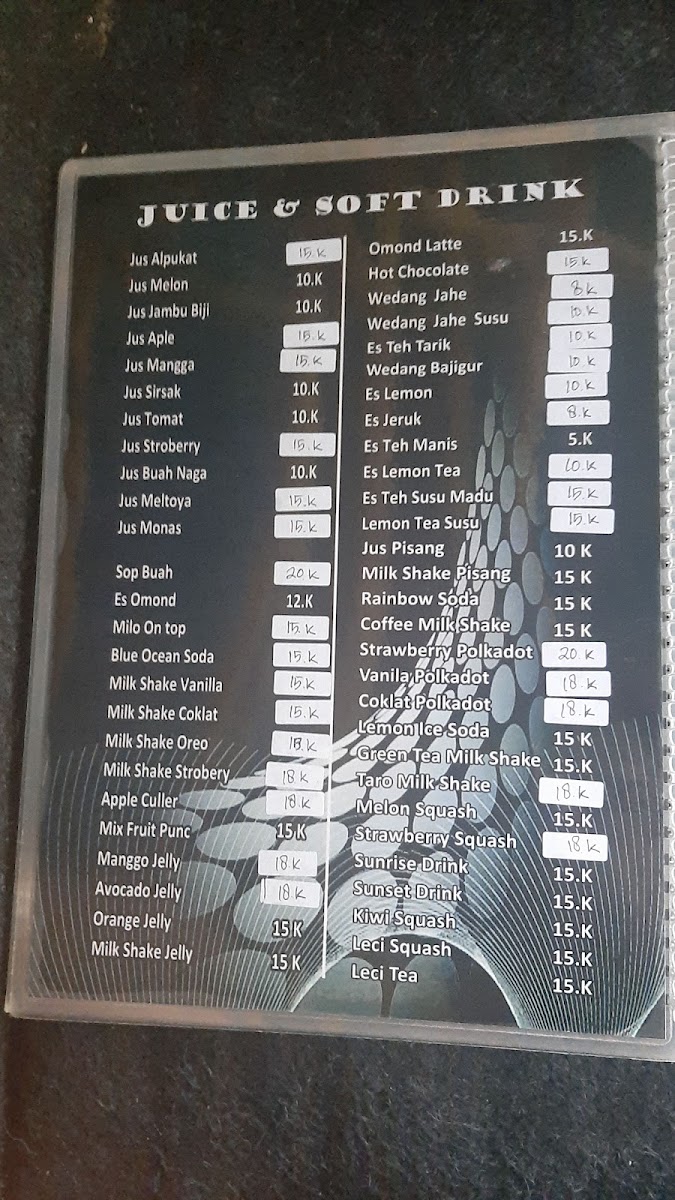 JUICE & SOFT DRINK
Jus Alpukat 15.K
Jus Melon 10.K
Jus Jambu Biji 10.K
Jus Aple 15.K
Jus Mangga 15.K
Jus Sirsak 10.K
Jus Tomat 10.K
Jus Stroberry 15.K
Jus Buah Naga 10.K
Jus Meltoya 15.K
Jus Monas 15.K
Sop Buah 20.K
Es Omond 12.K
Milo On top 15.K
Blue Ocean Soda 15.K
Milk Shake Vanilla 15.K
Milk Shake Coklat 15.K
Milk Shake Oreo 18.K
Milk Shake Strobery 18 K
Apple Culler 18.K
Mix Fruit Punc 15 K
Manggo Jelly 18.K
Avocado Jelly 18.K
Orange Jelly 15 K
Milk Shake Jelly 15 K
Omond Latte 15.K
Hot Chocolate 15.K
Wedang Jahe 8.K
Wedang Jahe Susu 10.K
Es Teh Tarik 10.K
Wedang Bajigur 10.K
Es Lemon 10.K
Es Jeruk 8.K
Es Teh Manis 5.K
Es Lemon Tea 10.K
Es Teh Susu Madu 15.K
Lemon Tea Susu 15.K
Jus Pisang 10 K
Milk Shake Pisang 15 K
Rainbow Soda 15 K
Coffee Milk Shake 15 K
Strawberry Polkadot 20.K
Vanila Polkadot 18.K
Coklat Polkadot 18.K
Lemon Ice Soda 15 K
Green Tea Milk Shake 15.K
Taro Milk Shake 18.K
Melon Squash 15.K
Strawberry Squash 18 K
Sunrise Drink 15.K
Sunset Drink 15.K
Kiwi Squash 15.K
Leci Squash 15.K
Leci Tea 15.K